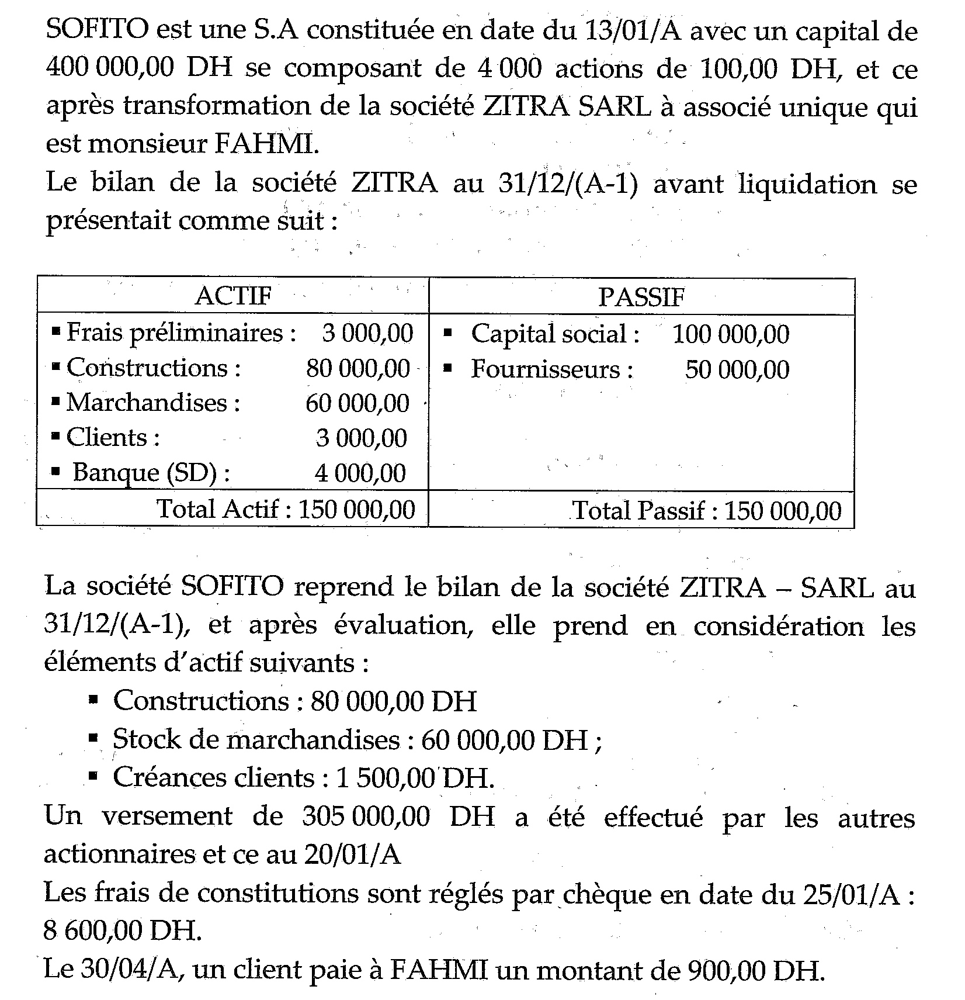 SOFITO est une S.A constituée en date du 13/01/A avec un capital de
400 000,00 DH se composant de 4 000 actions de 100,00 DH, et ce
après transformation de la société ZITRA SARL à associé unique qui
est monsieur FAHMI.
Le bilan de la société ZITRA au 31/12/(A-1) avant liquidation se
présentait comme suit :
ACTIF PASSIF
▪ Frais préliminaires : 3 000,00 ▪ Capital social : 100 000,00
▪ Constructions : 80 000,00 ▪ Fournisseurs : 50 000,00
▪ Marchandises : 60 000,00
▪ Clients : 3 000,00
▪ Banque (SD) : 4 000,00
Total Actif : 150 000,00 Total Passif : 150 000,00
La société SOFITO reprend le bilan de la société ZITRA – SARL au
31/12/(A-1), et après évaluation, elle prend en considération les
éléments d'actif suivants :
▪ Constructions : 80 000,00 DH
▪ Stock de marchandises : 60 000,00 DH ;
▪ Créances clients : 1 500,00 DH.
Un versement de 305 000,00 DH a été effectué par les autres
actionnaires et ce au 20/01/A
Les frais de constitutions sont réglés par chèque en date du 25/01/A :
8 600,00 DH.
Le 30/04/A, un client paie à FAHMI un montant de 900,00 DH.